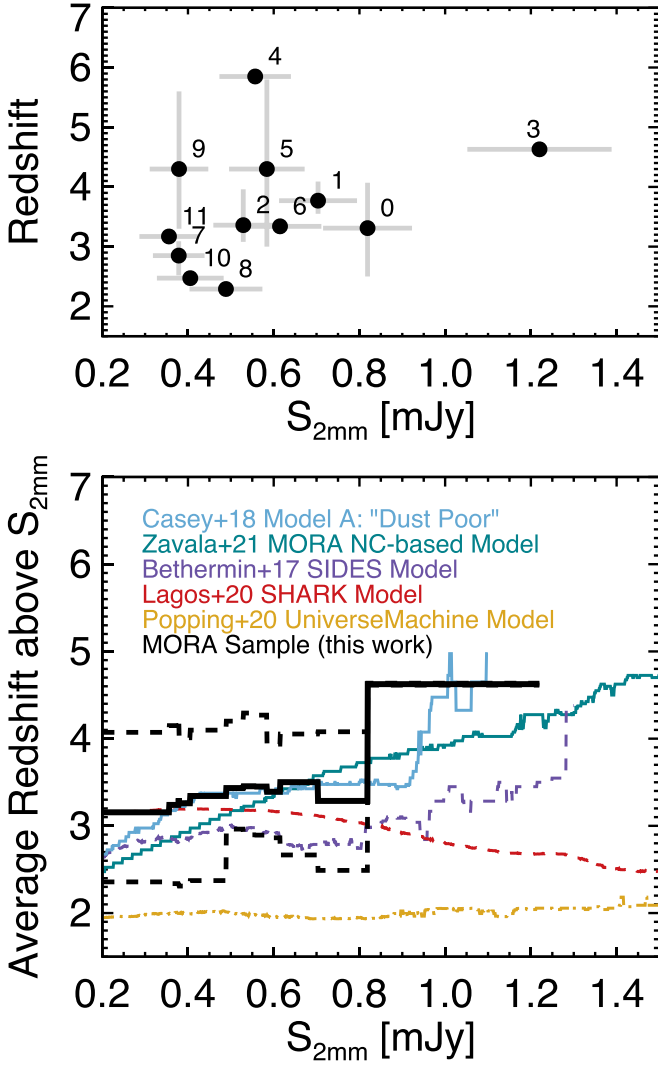 7
6
5
4
3
2
Redshift
4
9
5
3
1
2
6
0
11
7
10
8
0.2 0.4 0.6 0.8 1.0 1.2 1.4
S2mm [mJy]
7
6
5
4
3
2
Average Redshift above S2mm
Casey+18 Model A: "Dust Poor"
Zavala+21 MORA NC-based Model
Bethermin+17 SIDES Model
Lagos+20 SHARK Model
Popping+20 UniverseMachine Model
MORA Sample (this work)
0.2 0.4 0.6 0.8 1.0 1.2 1.4
S2mm [mJy]